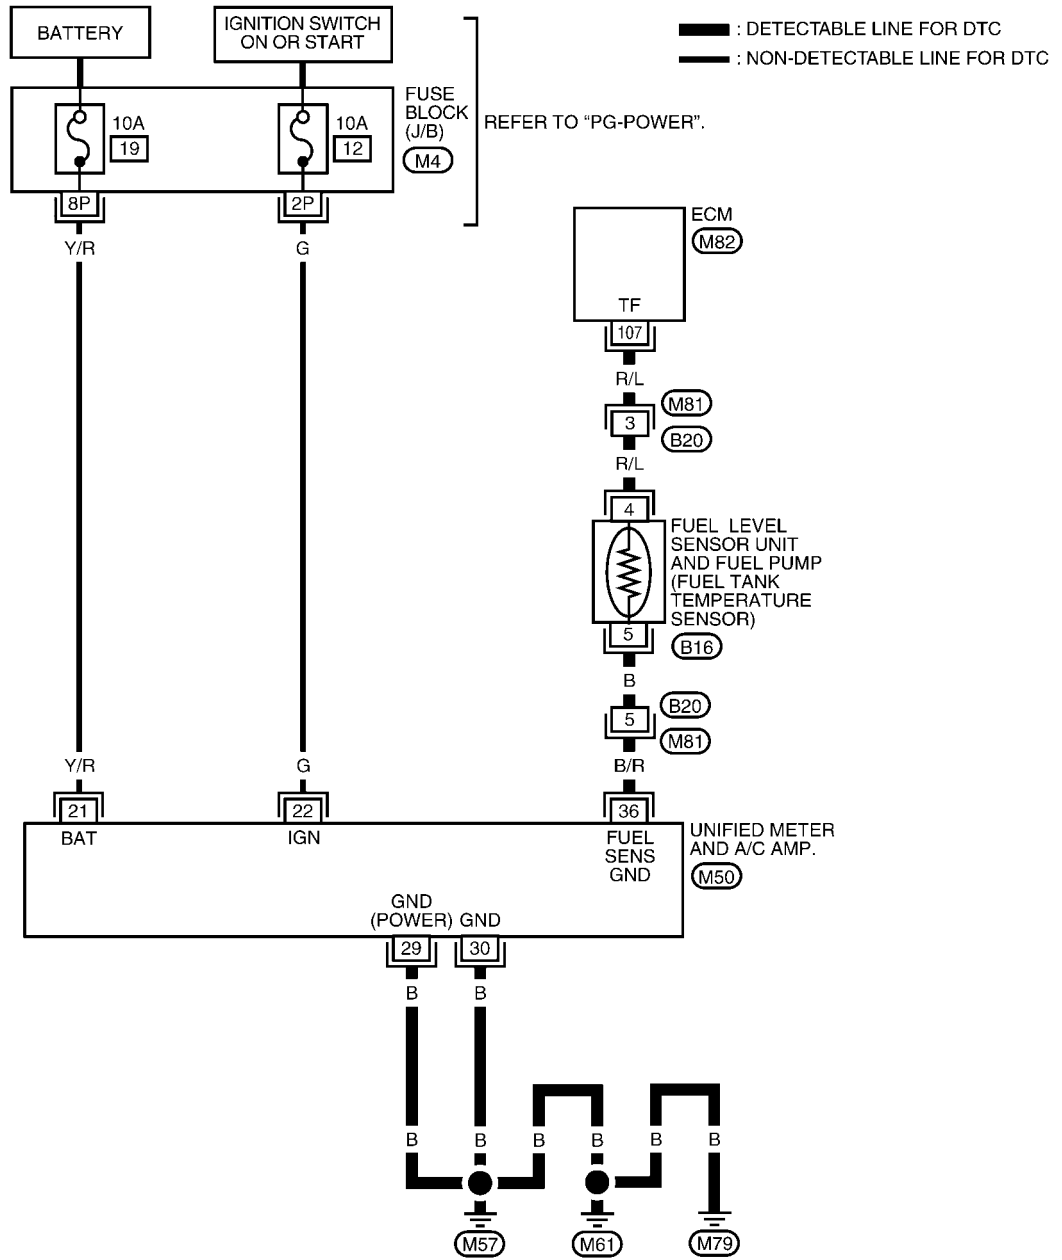 BATTERY
IGNITION SWITCH
ON OR START
: DETECTABLE LINE FOR DTC
: NON-DETECTABLE LINE FOR DTC
FUSE
BLOCK
(J/B)
M4
REFER TO “PG-POWER”.
10A
19
10A
12
8P
2P
Y/R
G
ECM
M82
TF
107
R/L
M81
3
B20
R/L
4
FUEL LEVEL
SENSOR UNIT
AND FUEL PUMP
(FUEL TANK
TEMPERATURE
SENSOR)
5
B16
B
B20
5
M81
Y/R
G
B/R
21
22
36
BAT
IGN
FUEL
SENS
GND
UNIFIED METER
AND A/C AMP.
M50
GND
(POWER)
GND
29
30
B
B
B
B
B
B
B
B
M57
M61
M79